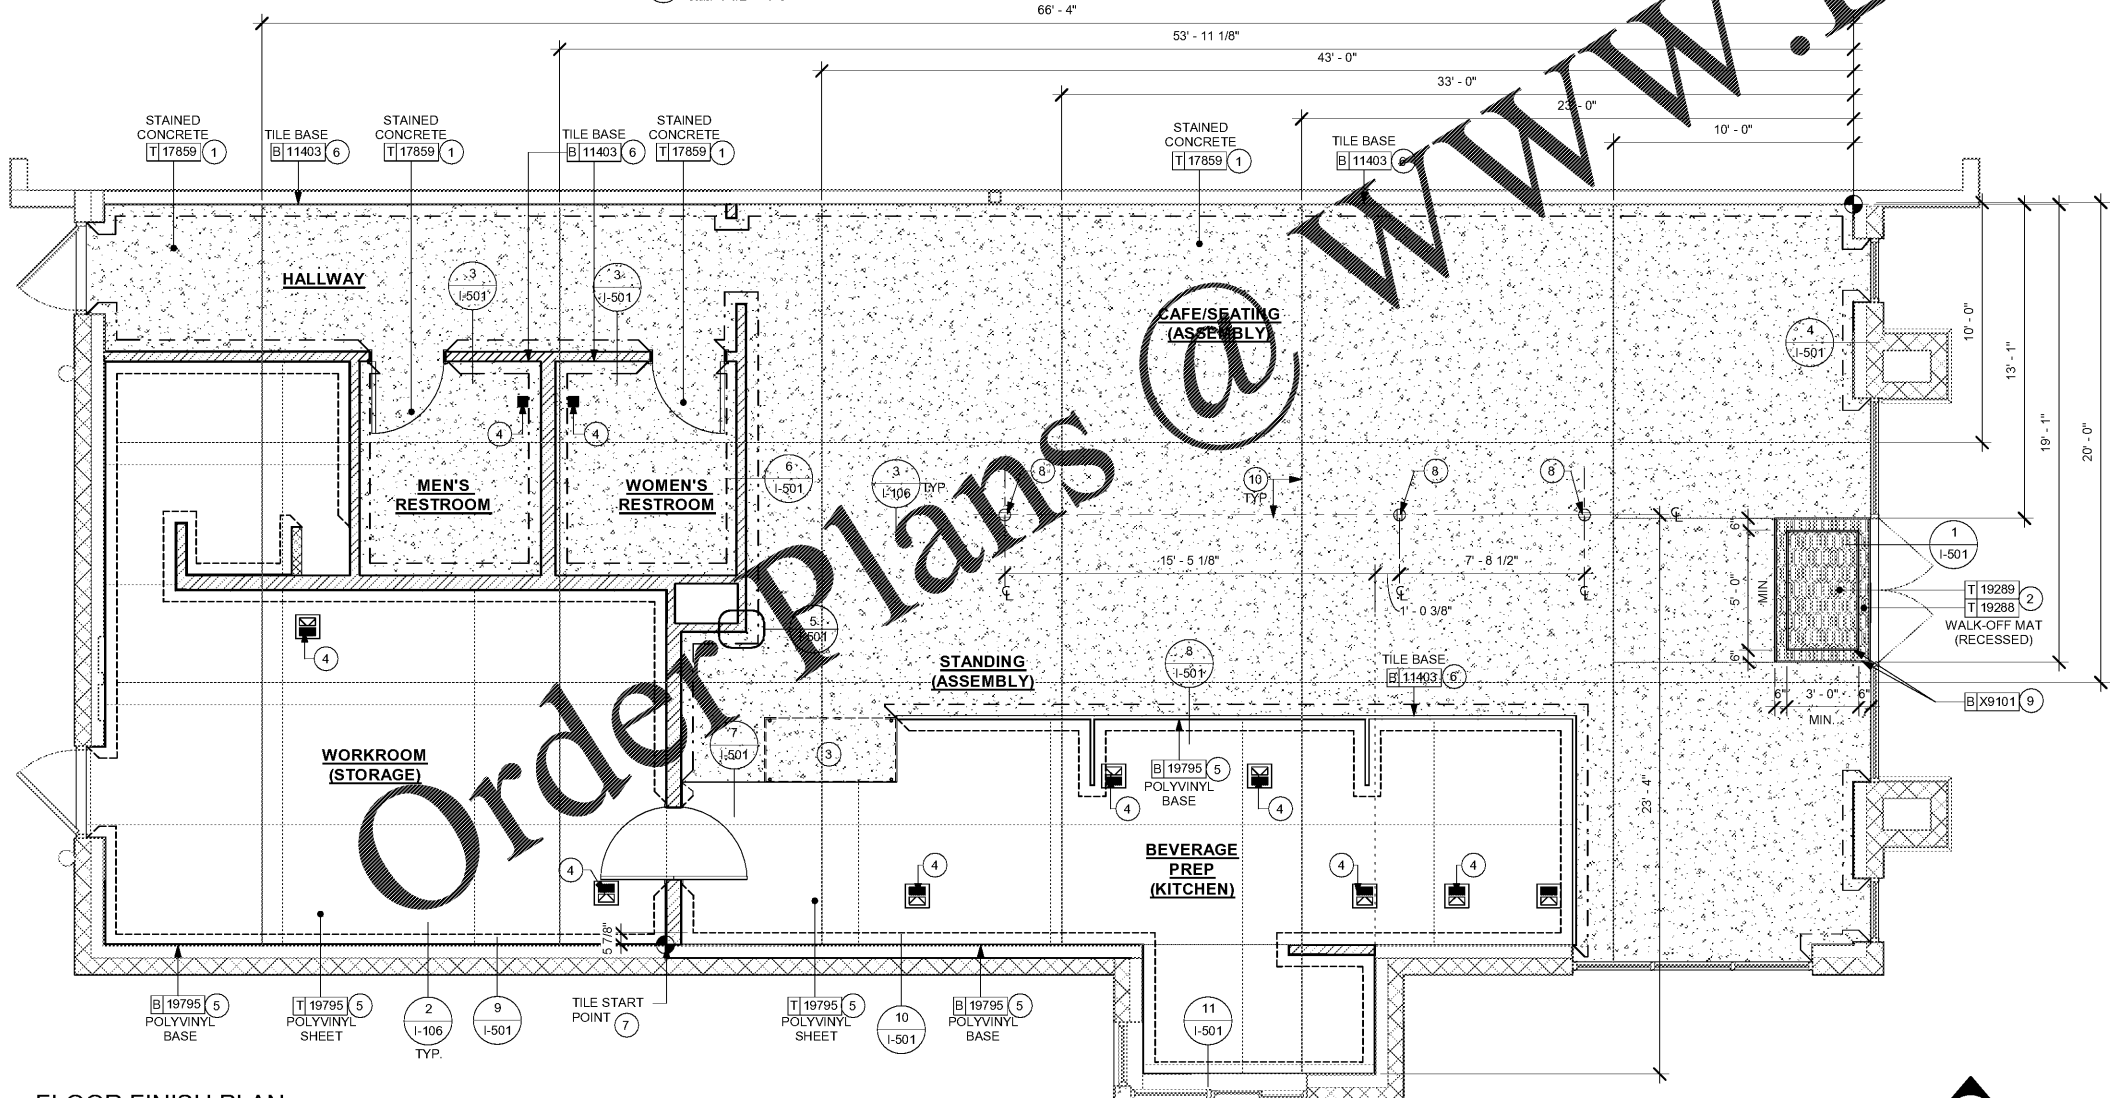 66' - 4"
53' - 11 1/8"
43' - 0"
33' - 0"
23' - 0"
10' - 0"
STAINED
CONCRETE
T 17859 1
TILE BASE
B 11403 6
STAINED
CONCRETE
T 17859 1
TILE BASE
B 11403 6
STAINED
CONCRETE
T 17859 1
STAINED
CONCRETE
T 17859 1
TILE BASE
B 11403 6
HALLWAY
3
I-501
3
I-501
CAFE/SEATING
(ASSEMBLY)
4
I-501
10' - 0"
13' - 1"
19' - 1"
20' - 0"
4
4
MEN'S
RESTROOM
WOMEN'S
RESTROOM
6
I-501
3
I-106
TYP.
8
10
TYP.
8
8
15' - 5 1/8"
7' - 8 1/2"
1' - 0 3/8"
6"
5' - 0"
MIN.
6"
1
I-501
T 19289
T 19288
2
WALK-OFF MAT
(RECESSED)
6"
3' - 0"
6"
MIN.
B X9101 9
4
5
I-501
STANDING
(ASSEMBLY)
8
I-501
TILE BASE
B 11403 6
WORKROOM
(STORAGE)
7
I-501
3
B 19795 5
POLYVINYL
BASE
4
4
23' - 4"
BEVERAGE
PREP
(KITCHEN)
4
4
4
4
5 7/8"
B 19795 5
POLYVINYL
BASE
T 19795 5
POLYVINYL
SHEET
2
I-106
TYP.
9
I-501
TILE START
POINT 7
T 19795 5
POLYVINYL
SHEET
10
I-501
B 19795 5
POLYVINYL
BASE
11
I-501
FLOOR FINISH PLAN
Order Plans @ www.